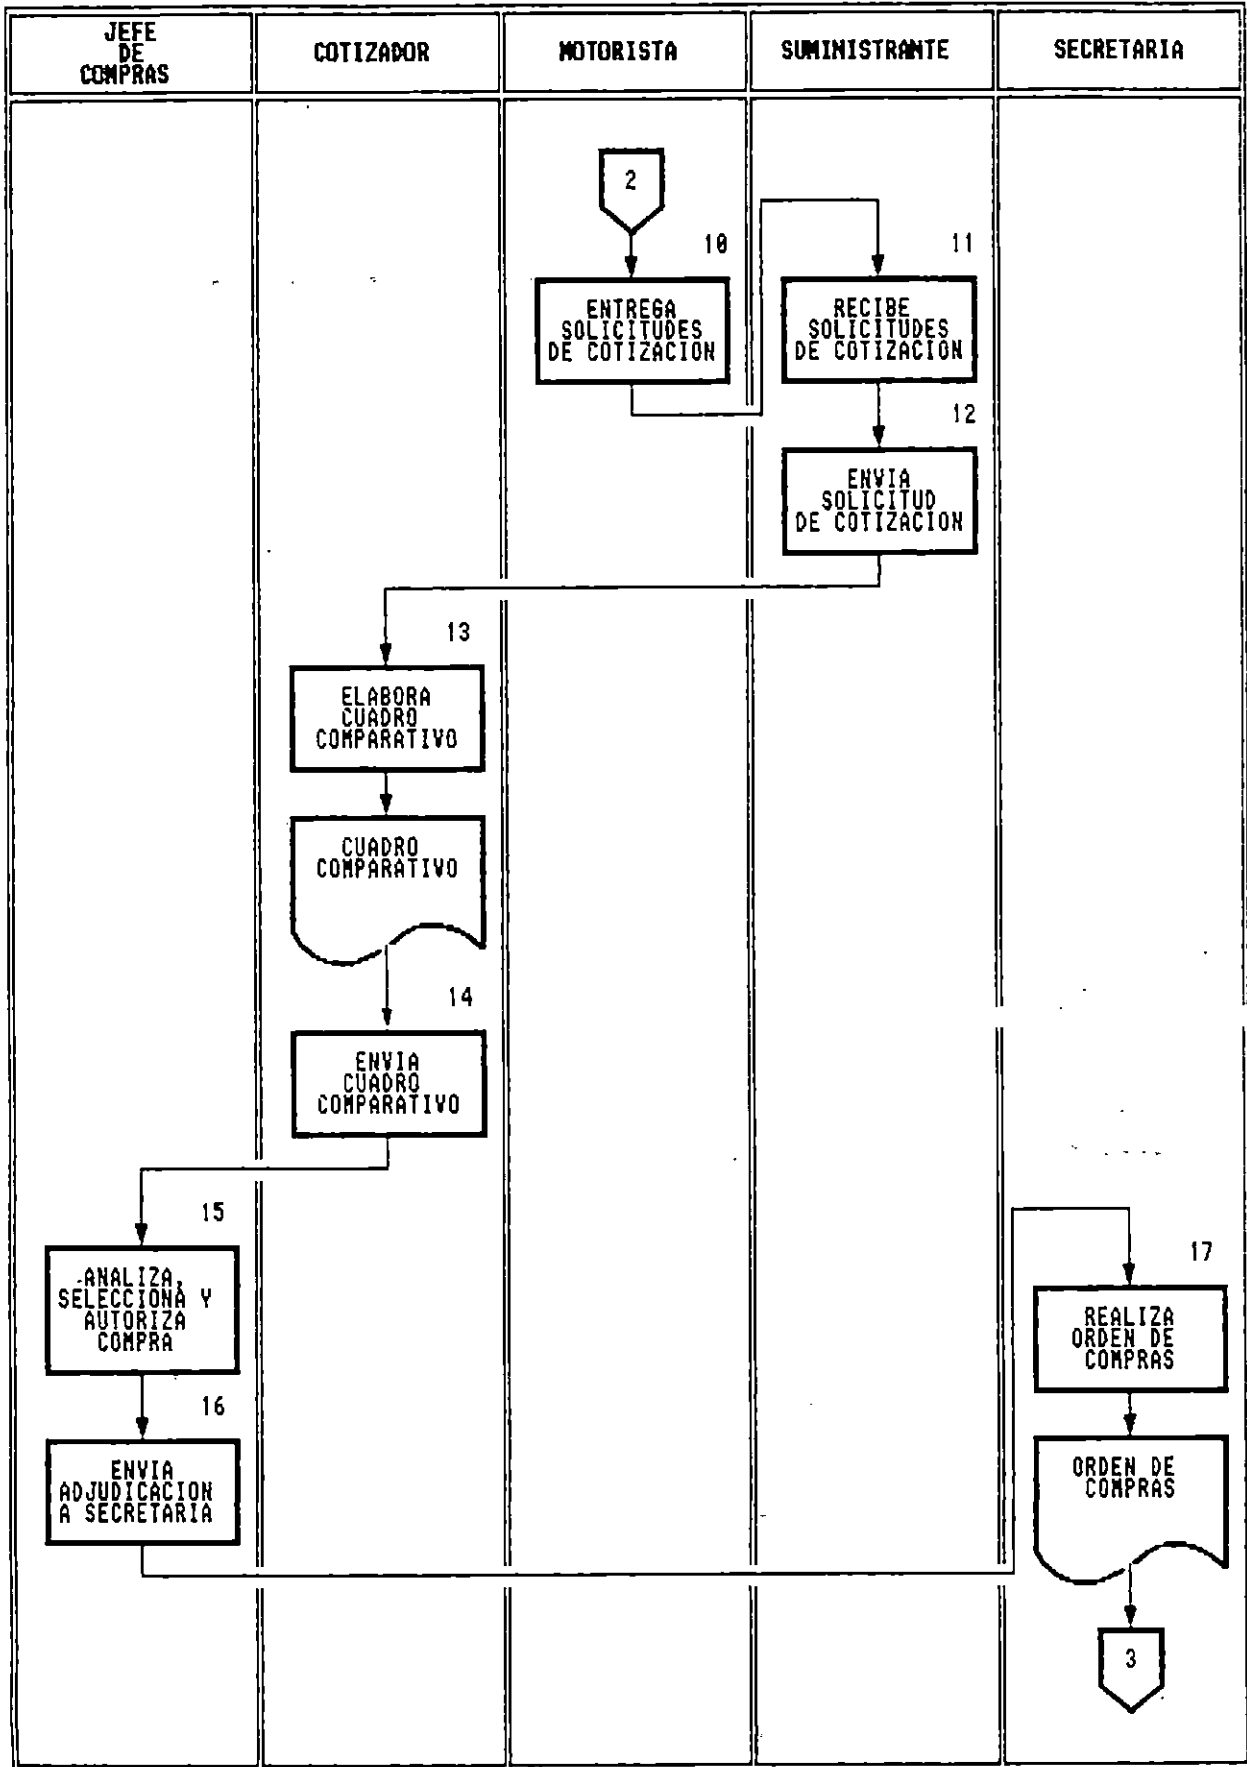 JEFE
DE
COMPRAS
COTIZADOR
MOTORISTA
SUMINISTRANTE
SECRETARIA
2
10
ENTREGA
SOLICITUDES
DE COTIZACION
11
RECIBE
SOLICITUDES
DE COTIZACION
12
ENVIA
SOLICITUD
DE COTIZACION
13
ELABORA
CUADRO
COMPARATIVO
CUADRO
COMPARATIVO
14
ENVIA
CUADRO
COMPARATIVO
15
ANALIZA,
SELECCIONA Y
AUTORIZA
COMPRA
16
ENVIA
ADJUDICACION
A SECRETARIA
17
REALIZA
ORDEN DE
COMPRAS
ORDEN DE
COMPRAS
3